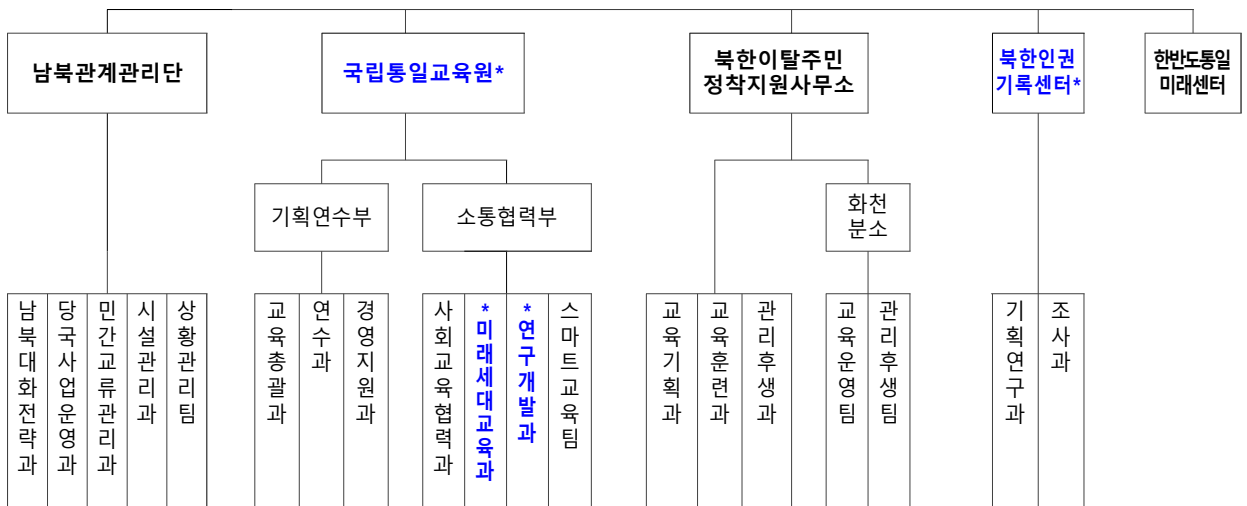 남북관계관리단
국립통일교육원*
북한이탈주민
정착지원사무소
북한인권
기록센터*
한반도통일
미래센터
기획연수부
소통협력부
화천
분소
남북대화전략과
당국사업운영과
민간교류관리과
시설관리과
상황관리팀
교육총괄과
연수과
경영지원과
사회교육협력과
*미래세대교육과
*연구개발과
스마트교육팀
교육기획과
교육훈련과
관리후생과
교육운영팀
관리후생팀
기획연구과
조사과